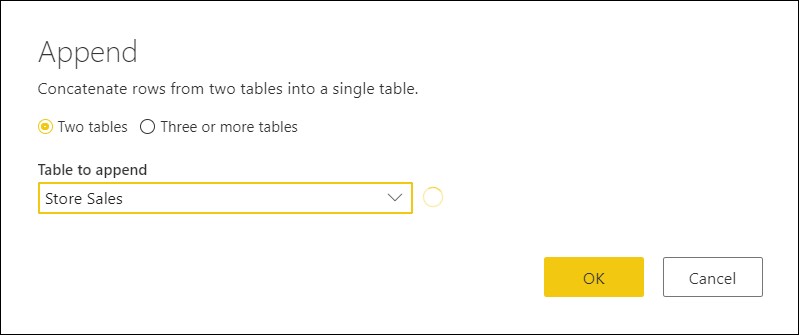 Append
Concatenate rows from two tables into a single table.
Two tables Three or more tables
Table to append
Store Sales
OK Cancel